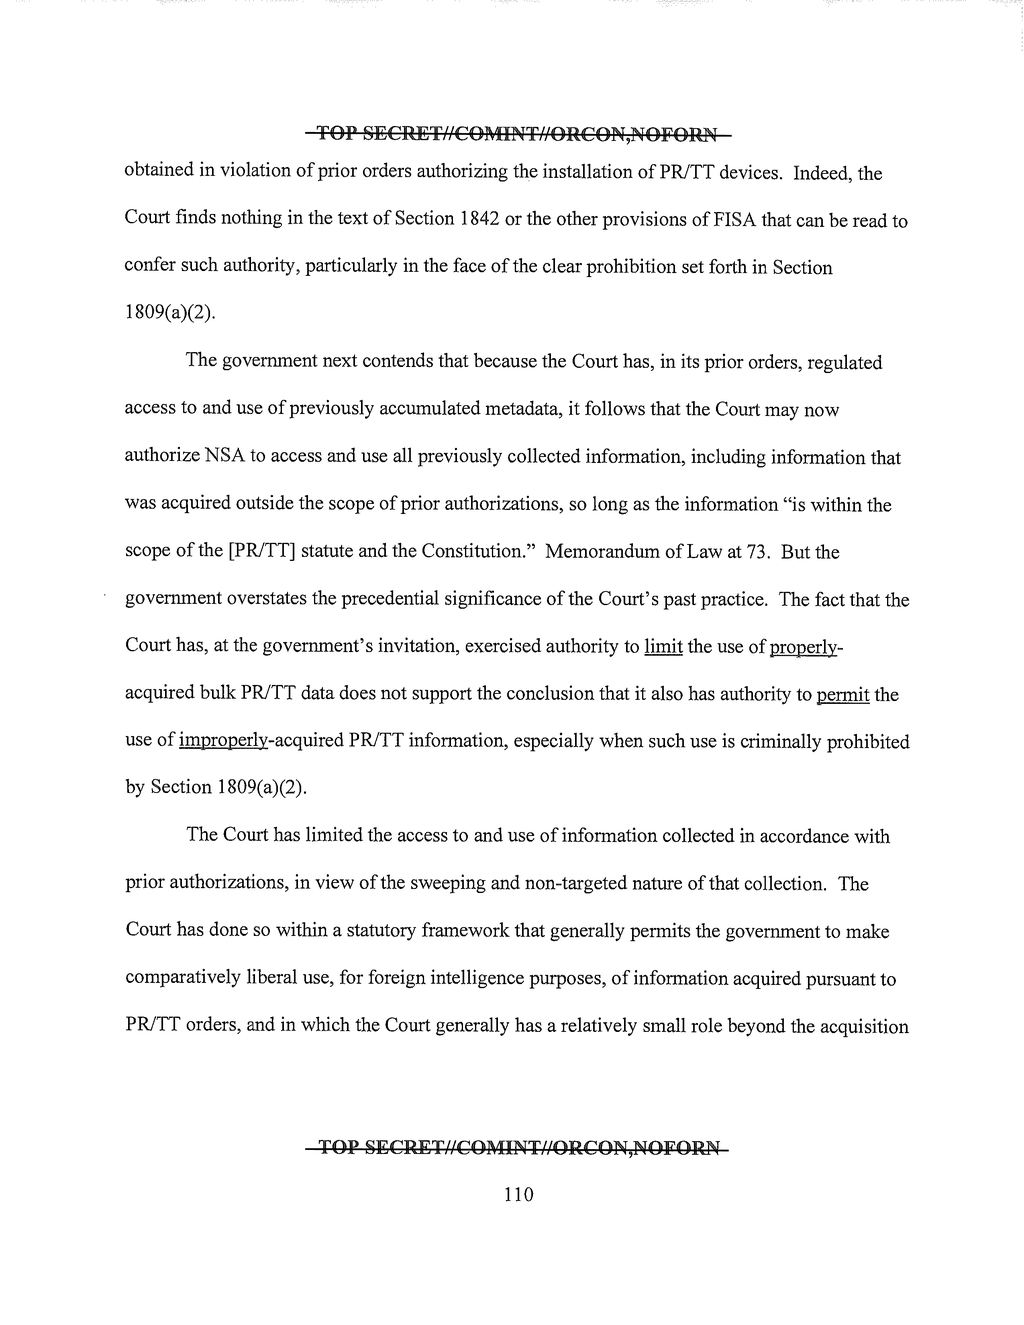 TOP SECRET//COMINT//ORCON,NOFORN
obtained in violation of prior orders authorizing the installation of PR/TT devices. Indeed, the
Court finds nothing in the text of Section 1842 or the other provisions of FISA that can be read to
confer such authority, particularly in the face of the clear prohibition set forth in Section
1809(a)(2).
The government next contends that because the Court has, in its prior orders, regulated
access to and use of previously accumulated metadata, it follows that the Court may now
authorize NSA to access and use all previously collected information, including information that
was acquired outside the scope of prior authorizations, so long as the information “is within the
scope of the [PR/TT] statute and the Constitution.” Memorandum of Law at 73. But the
government overstates the precedential significance of the Court’s past practice. The fact that the
Court has, at the government’s invitation, exercised authority to limit the use of properly-
acquired bulk PR/TT data does not support the conclusion that it also has authority to permit the
use of improperly-acquired PR/TT information, especially when such use is criminally prohibited
by Section 1809(a)(2).
The Court has limited the access to and use of information collected in accordance with
prior authorizations, in view of the sweeping and non-targeted nature of that collection. The
Court has done so within a statutory framework that generally permits the government to make
comparatively liberal use, for foreign intelligence purposes, of information acquired pursuant to
PR/TT orders, and in which the Court generally has a relatively small role beyond the acquisition
TOP SECRET//COMINT//ORCON,NOFORN
110